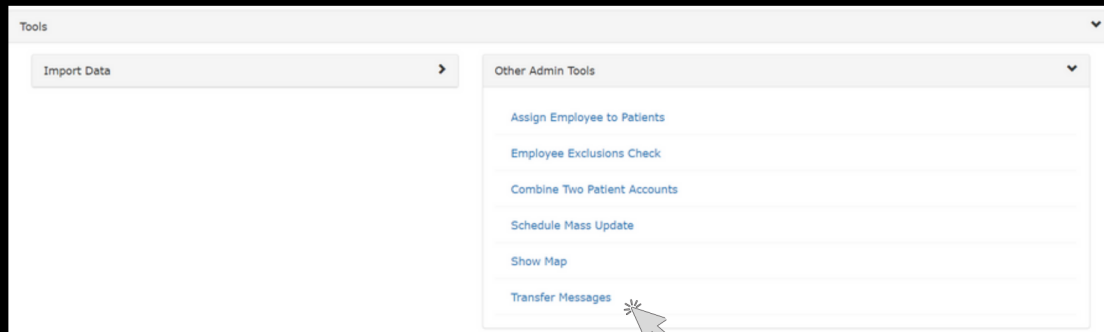 Tools
Import Data
Other Admin Tools
Assign Employee to Patients
Employee Exclusions Check
Combine Two Patient Accounts
Schedule Mass Update
Show Map
Transfer Messages